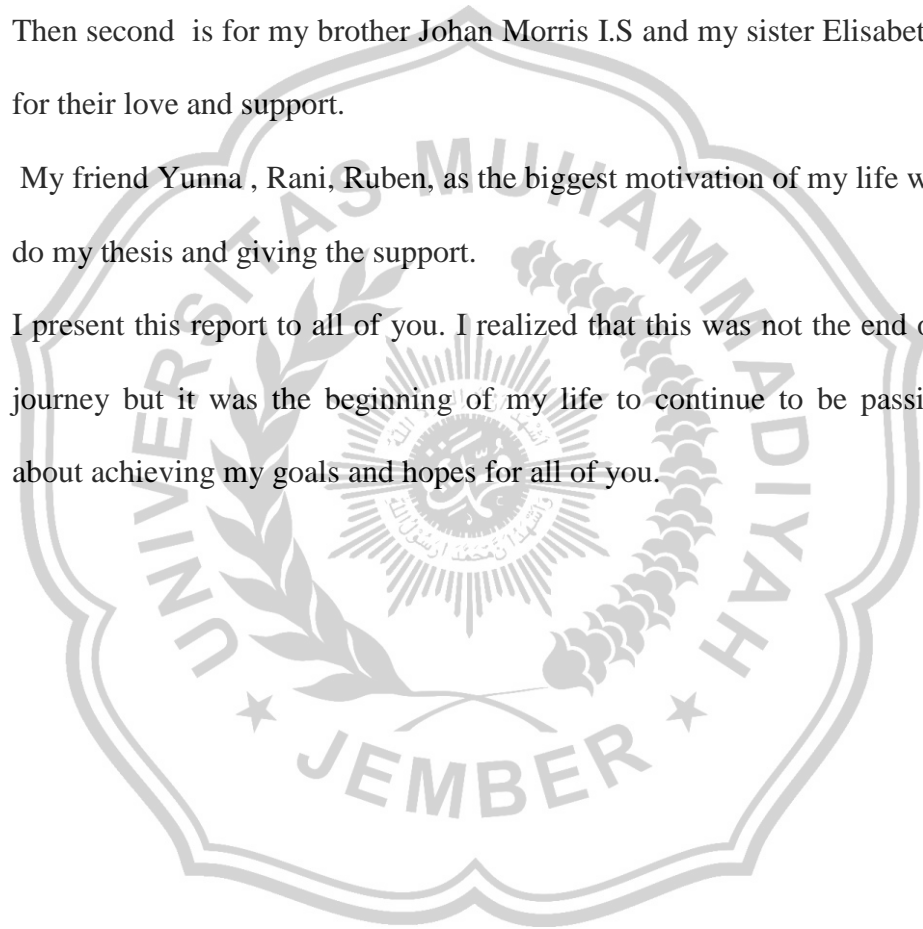 Then second is for my brother Johan Morris I.S and my sister Elisabet
for their love and support.
My friend Yunna , Rani, Ruben, as the biggest motivation of my life w
do my thesis and giving the support.
I present this report to all of you. I realized that this was not the end o
journey but it was the beginning of my life to continue to be passi
about achieving my goals and hopes for all of you.
UNIVERSITAS MUHAMMADIYAH
JEMBER